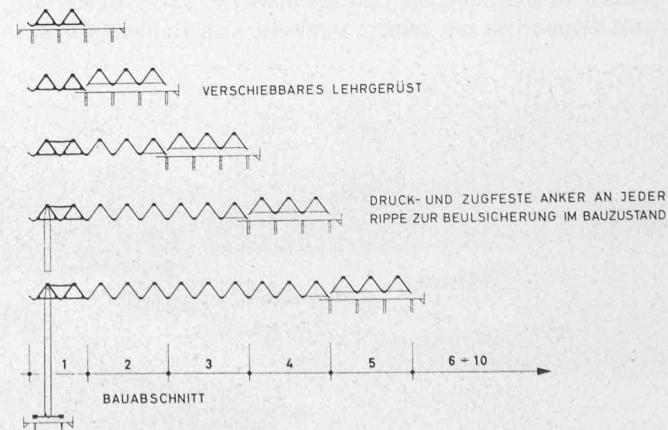 VERSCHIEBBARES LEHRGERÜST
DRUCK- UND ZUGFESTE ANKER AN JEDER
RIPPE ZUR BEULSICHERUNG IM BAUZUSTAND
1 2 3 4 5 6 ÷ 10
BAUABSCHNITT